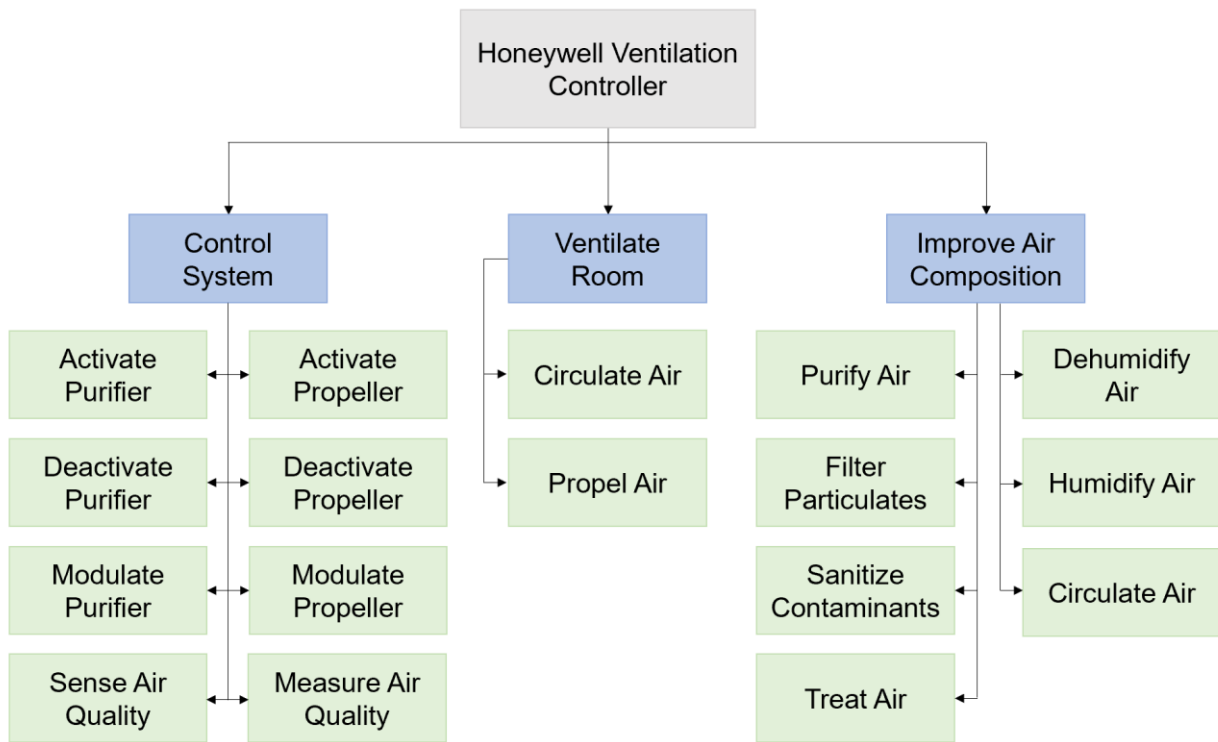 Honeywell Ventilation
Controller
Control
System
Ventilate
Room
Improve Air
Composition
Activate
Purifier
Activate
Propeller
Circulate Air
Purify Air
Dehumidify
Air
Deactivate
Purifier
Deactivate
Propeller
Propel Air
Filter
Particulates
Humidify Air
Modulate
Purifier
Modulate
Propeller
Sanitize
Contaminants
Circulate Air
Sense Air
Quality
Measure Air
Quality
Treat Air